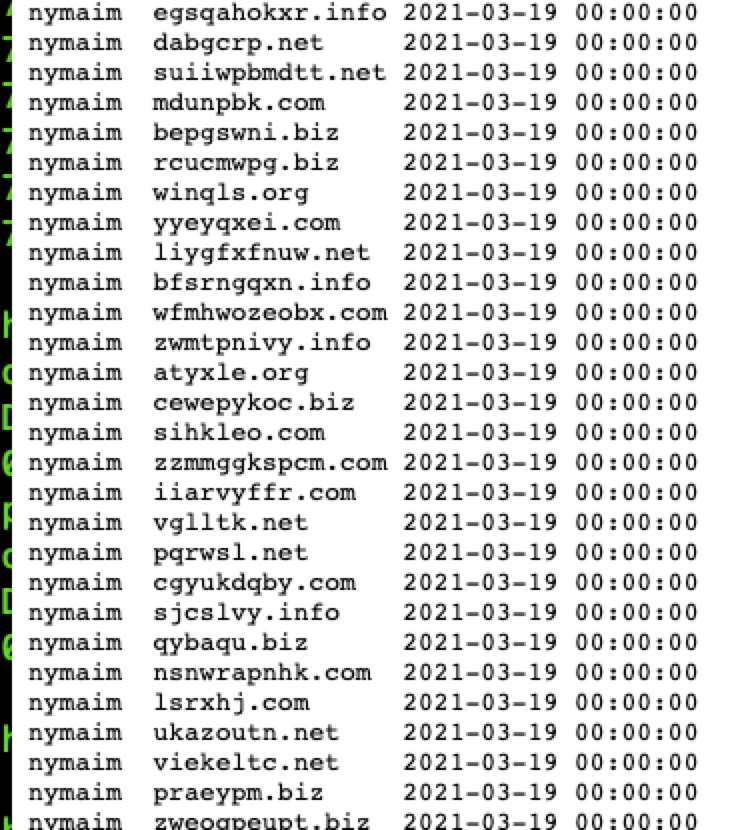 nymaim egsqahokxr.info 2021-03-19 00:00:00
nymaim dabgcrp.net 2021-03-19 00:00:00
nymaim suiiwpbmdtt.net 2021-03-19 00:00:00
nymaim mdunpbk.com 2021-03-19 00:00:00
nymaim bepgswni.biz 2021-03-19 00:00:00
nymaim rcucmwpg.biz 2021-03-19 00:00:00
nymaim winqls.org 2021-03-19 00:00:00
nymaim yyeyqxei.com 2021-03-19 00:00:00
nymaim liygfxfnuw.net 2021-03-19 00:00:00
nymaim bfsrngqxn.info 2021-03-19 00:00:00
nymaim wfmhwozeobx.com 2021-03-19 00:00:00
nymaim zwmtpnivy.info 2021-03-19 00:00:00
nymaim atyxle.org 2021-03-19 00:00:00
nymaim cewepykoc.biz 2021-03-19 00:00:00
nymaim sihkleo.com 2021-03-19 00:00:00
nymaim zzmmggkspcm.com 2021-03-19 00:00:00
nymaim iiarvyffr.com 2021-03-19 00:00:00
nymaim vglltk.net 2021-03-19 00:00:00
nymaim pqrwsl.net 2021-03-19 00:00:00
nymaim cgyukdqby.com 2021-03-19 00:00:00
nymaim sjcslvy.info 2021-03-19 00:00:00
nymaim qybaqu.biz 2021-03-19 00:00:00
nymaim nsnwrapnhk.com 2021-03-19 00:00:00
nymaim lsrxhj.com 2021-03-19 00:00:00
nymaim ukazoutn.net 2021-03-19 00:00:00
nymaim viekeltc.net 2021-03-19 00:00:00
nymaim praeypm.biz 2021-03-19 00:00:00
nymaim 2021-03-19 00:00:00